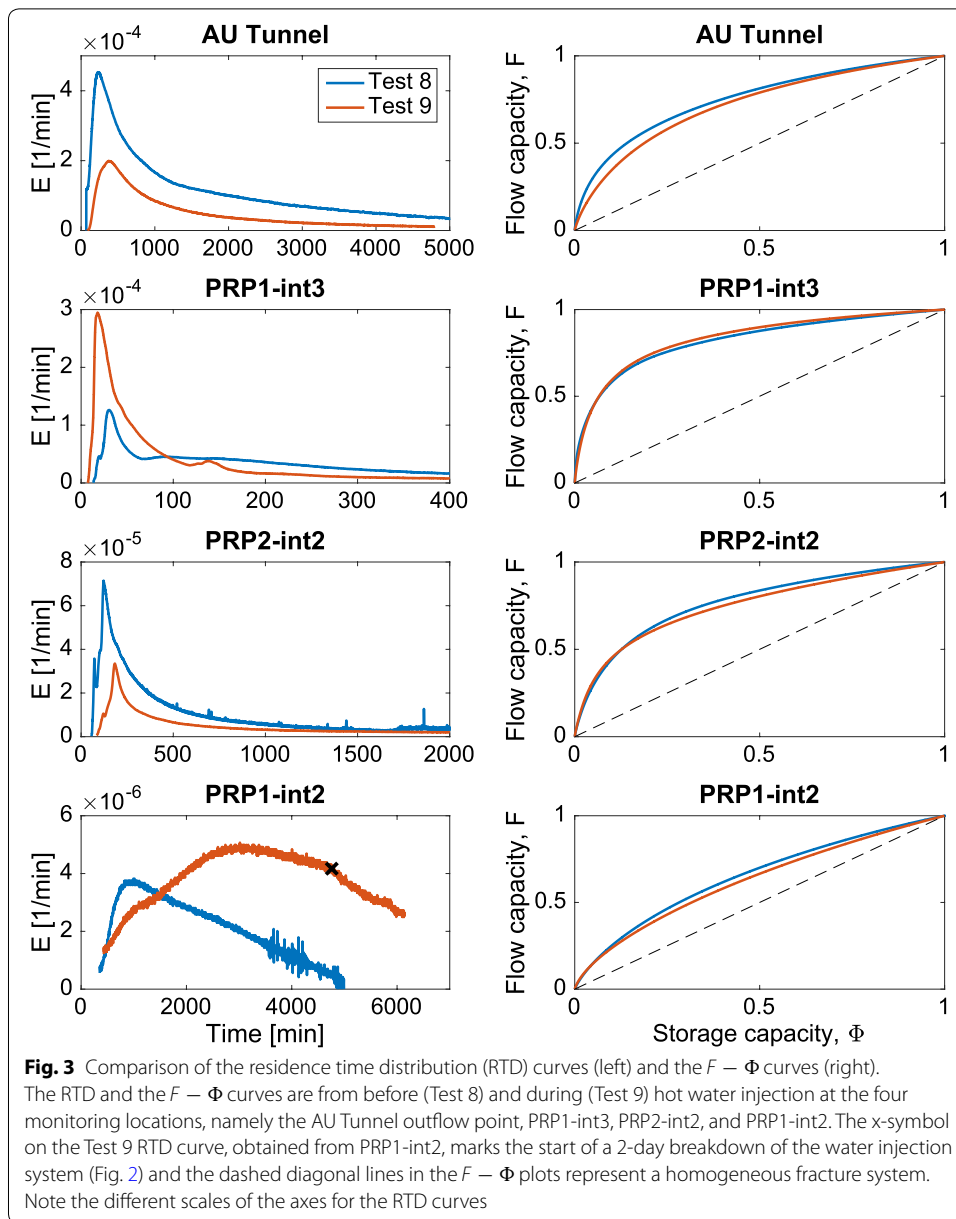 AU Tunnel
×10-4
E [1/min]
4
2
0
0 1000 2000 3000 4000 5000
Test 8
Test 9
AU Tunnel
Flow capacity, F
1
0.5
0
0 0.5 1
PRP1-int3
×10-4
E [1/min]
3
2
1
0
0 100 200 300 400
PRP1-int3
Flow capacity, F
1
0.5
0
0 0.5 1
PRP2-int2
×10-5
E [1/min]
8
6
4
2
0
0 500 1000 1500 2000
PRP2-int2
Flow capacity, F
1
0.5
0
0 0.5 1
PRP1-int2
×10-6
E [1/min]
6
4
2
0
0 2000 4000 6000
Time [min]
PRP1-int2
Flow capacity, F
1
0.5
0
0 0.5 1
Storage capacity, Φ
Fig. 3 Comparison of the residence time distribution (RTD) curves (left) and the F − Φ curves (right).
The RTD and the F − Φ curves are from before (Test 8) and during (Test 9) hot water injection at the four
monitoring locations, namely the AU Tunnel outflow point, PRP1-int3, PRP2-int2, and PRP1-int2. The x-symbol
on the Test 9 RTD curve, obtained from PRP1-int2, marks the start of a 2-day breakdown of the water injection
system (Fig. 2) and the dashed diagonal lines in the F − Φ plots represent a homogeneous fracture system.
Note the different scales of the axes for the RTD curves